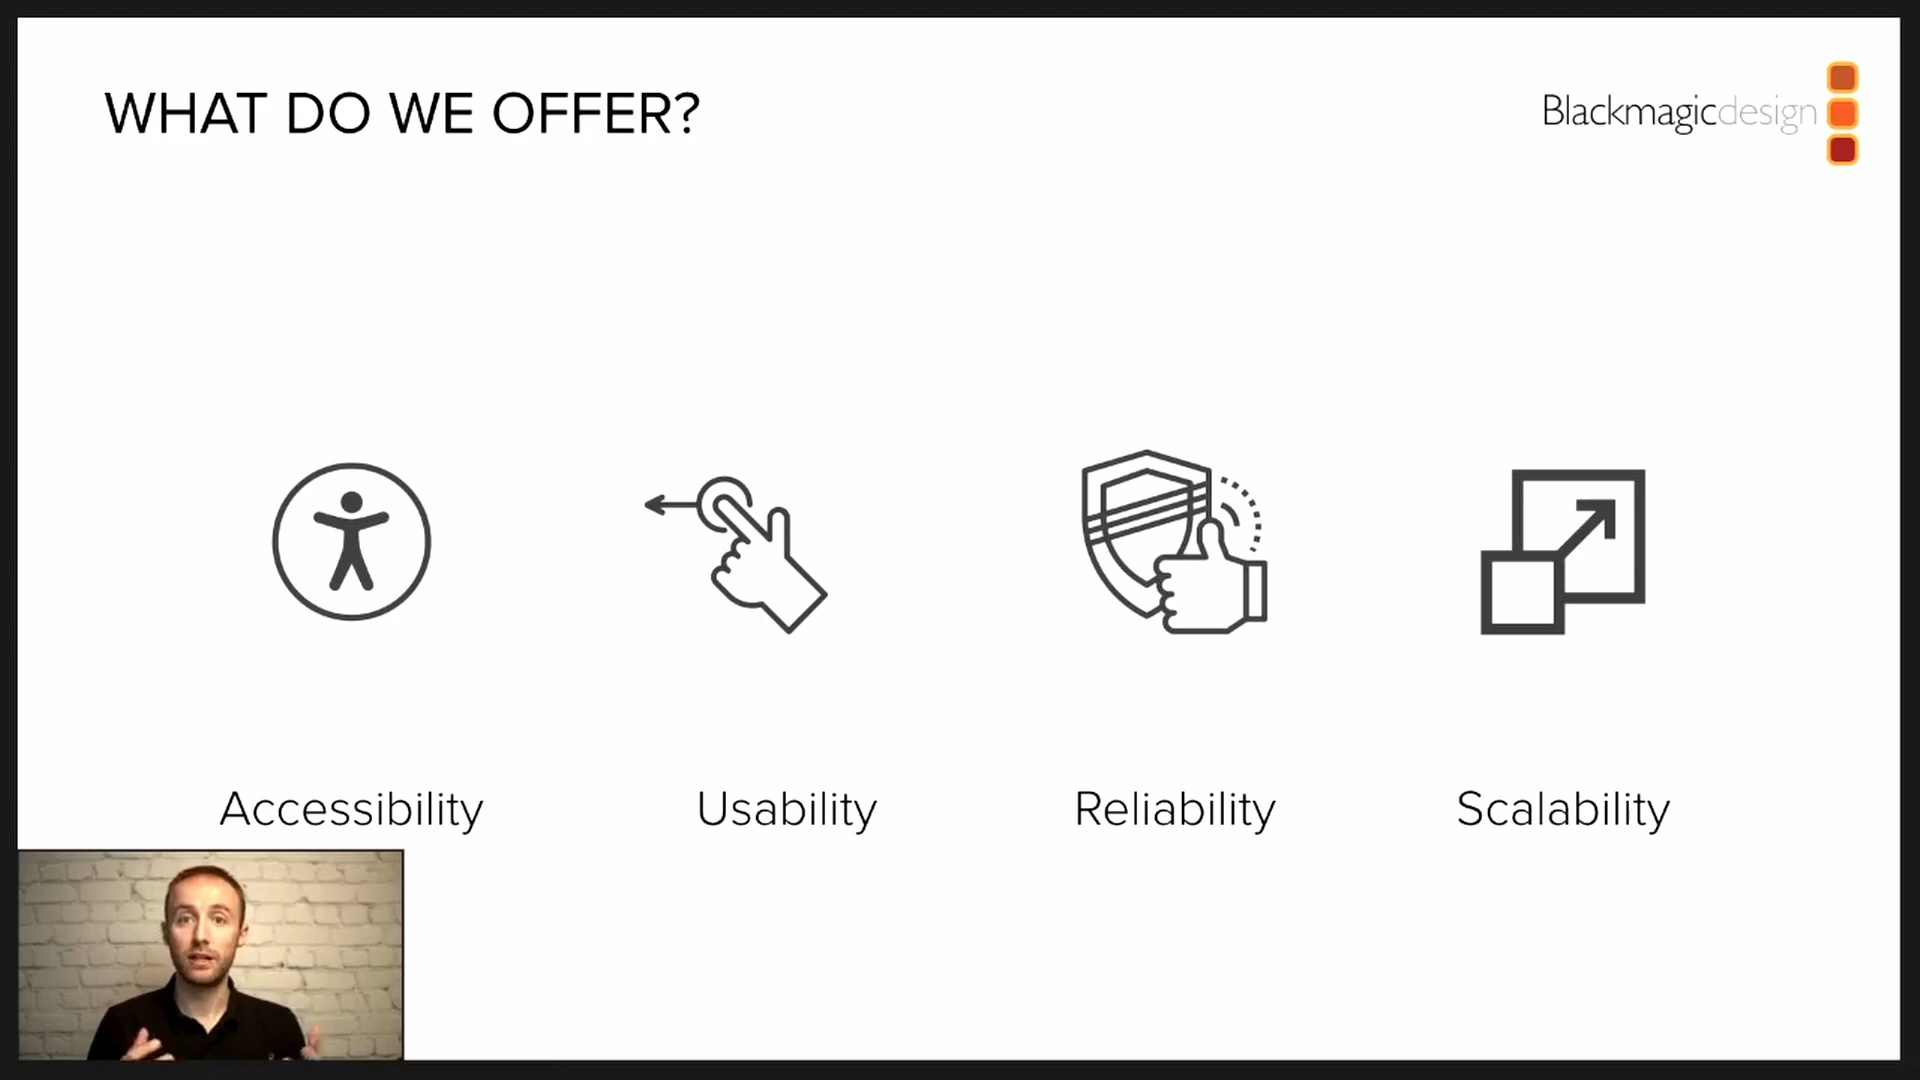 WHAT DO WE OFFER?
Blackmagicdesign
Accessibility
Usability
Reliability
Scalability